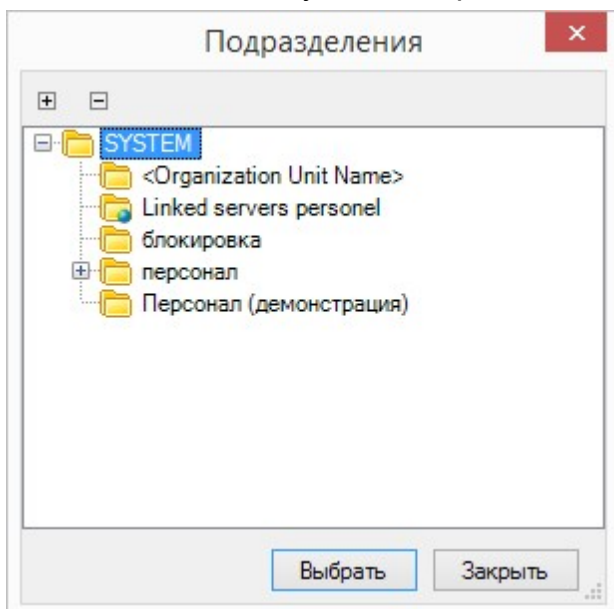 Подразделения
SYSTEM
<Organization Unit Name>
Linked servers personel
блокировка
персонал
Персонал (демонстрация)
Выбрать
Закрыть